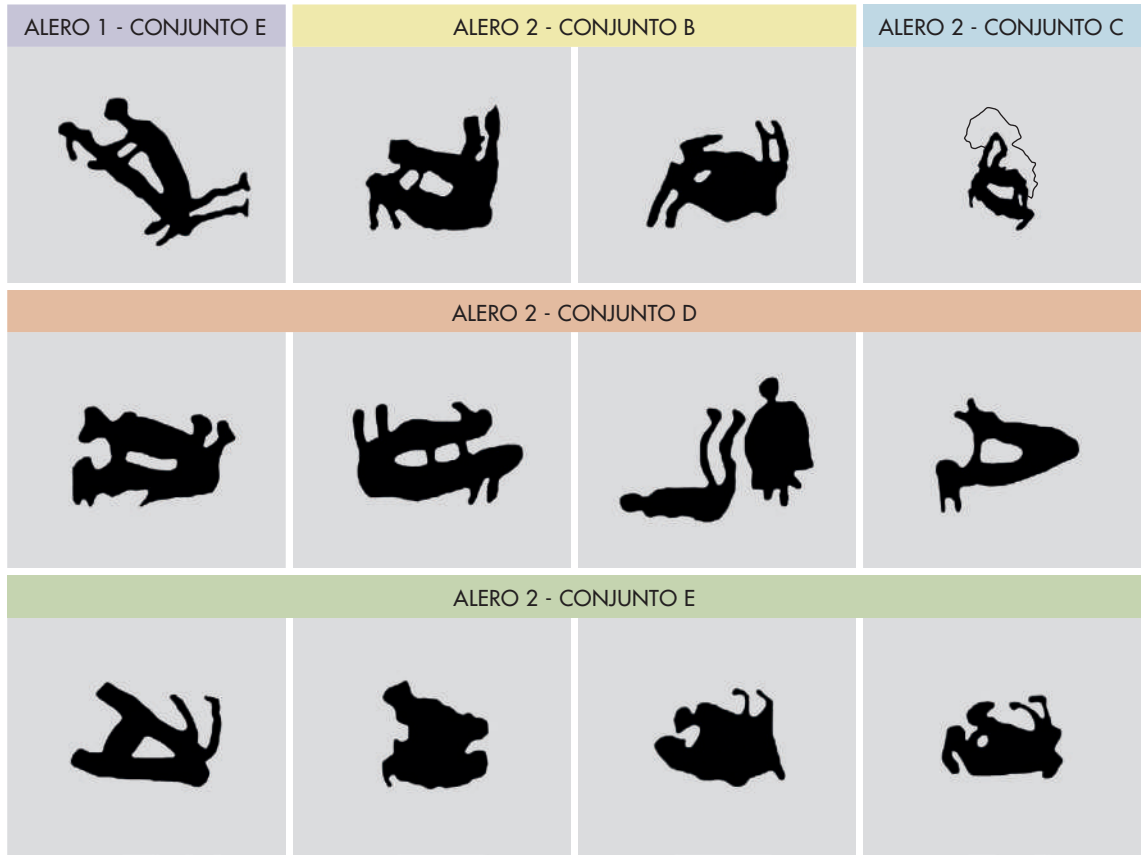 ALERO 1 - CONJUNTO E
ALERO 2 - CONJUNTO B
ALERO 2 - CONJUNTO C
ALERO 2 - CONJUNTO D
ALERO 2 - CONJUNTO E